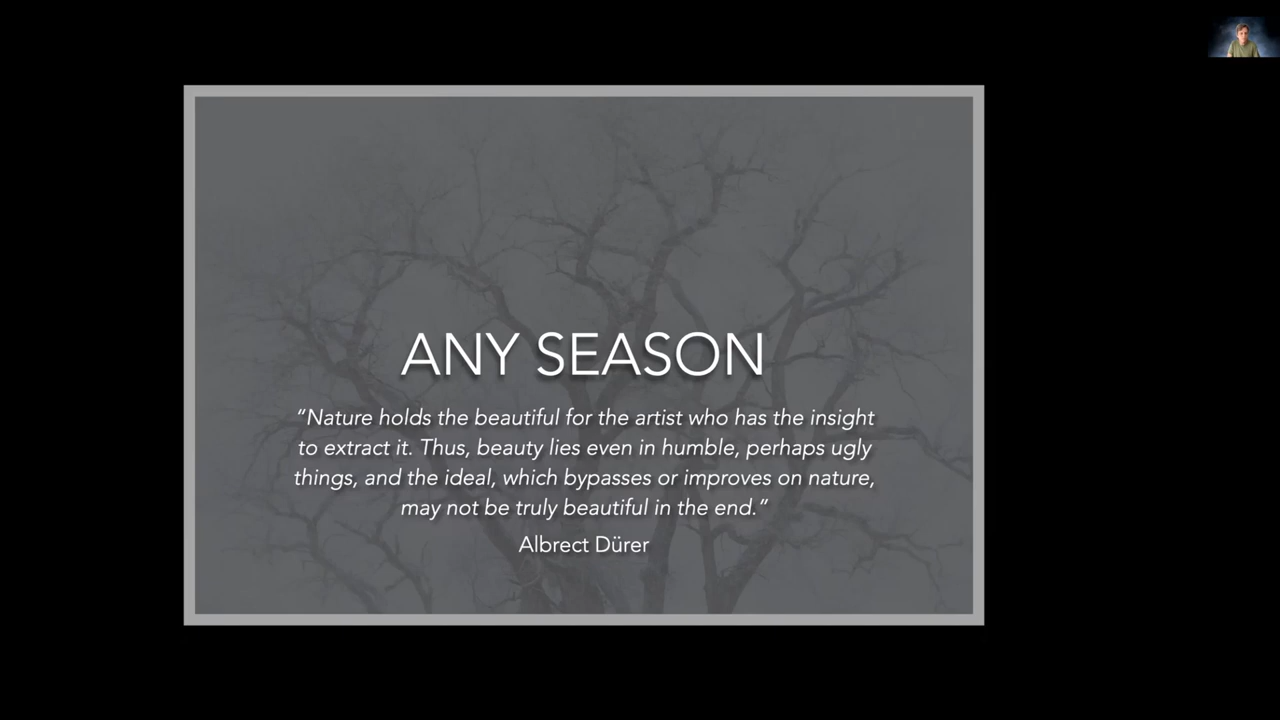 ANY SEASON
“Nature holds the beautiful for the artist who has the insight
to extract it. Thus, beauty lies even in humble, perhaps ugly
things, and the ideal, which bypasses or improves on nature,
may not be truly beautiful in the end.”
Albrect Dürer